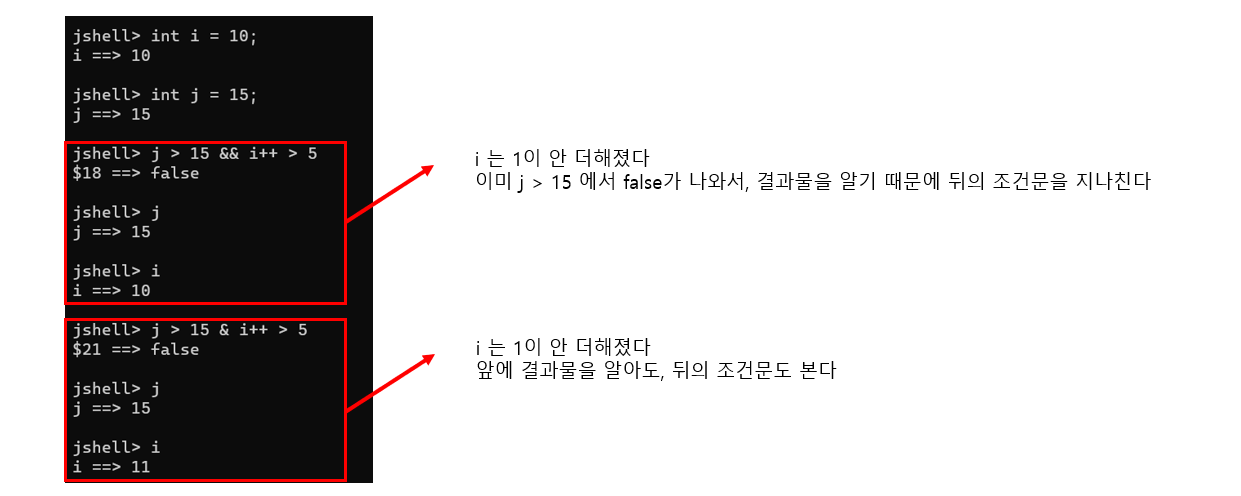 jshell> int i = 10;
i ==> 10
jshell> int j = 15;
j ==> 15
jshell> j > 15 && i++ > 5
$18 ==> false
jshell> j
j ==> 15
jshell> i
i ==> 10
jshell> j > 15 & i++ > 5
$21 ==> false
jshell> j
j ==> 15
jshell> i
i ==> 11
i 는 1이 안 더해졌다
이미 j > 15 에서 false가 나와서, 결과물을 알기 때문에 뒤의 조건문을 지나친다
i 는 1이 안 더해졌다
앞에 결과물을 알아도, 뒤의 조건문도 본다